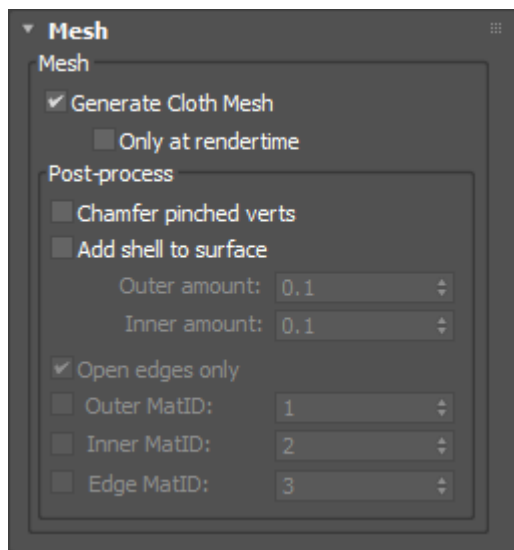 Mesh
Mesh
Generate Cloth Mesh
Only at rendertime
Post-process
Chamfer pinched verts
Add shell to surface
Outer amount: 0.1
Inner amount: 0.1
Open edges only
Outer MatID: 1
Inner MatID: 2
Edge MatID: 3